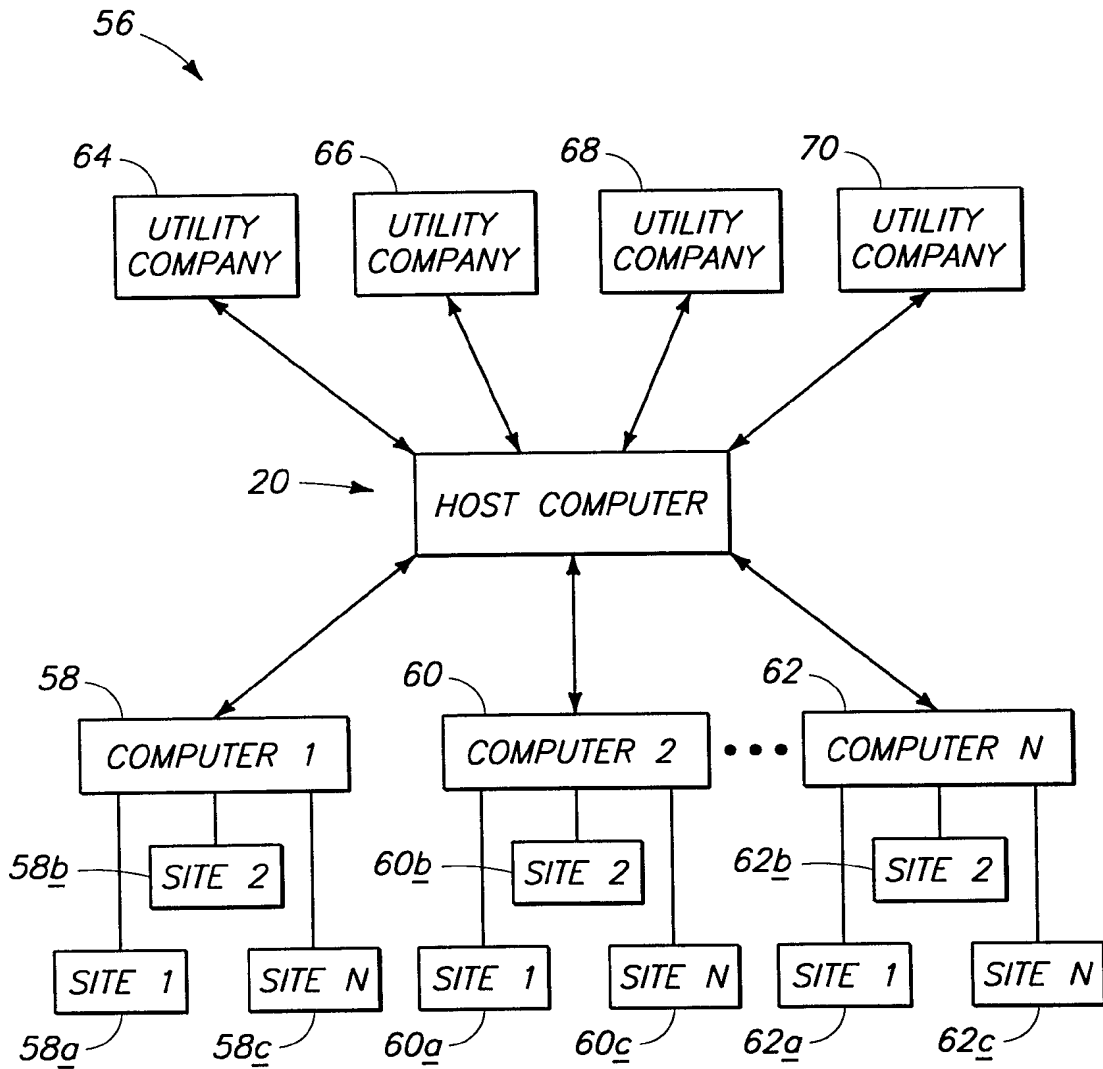 56
64
66
68
70
UTILITY
COMPANY
UTILITY
COMPANY
UTILITY
COMPANY
UTILITY
COMPANY
20
HOST COMPUTER
58
60
62
COMPUTER 1
COMPUTER 2
COMPUTER N
58b
SITE 2
60b
SITE 2
62b
SITE 2
SITE 1
SITE N
SITE 1
SITE N
SITE 1
SITE N
58a
58c
60a
60c
62a
62c